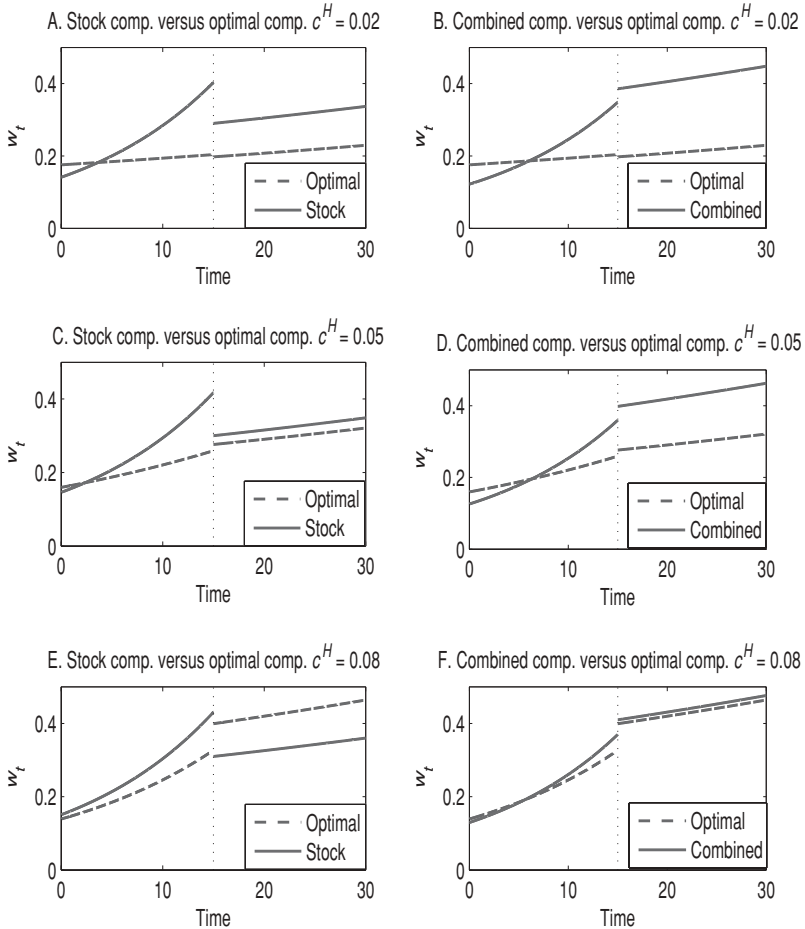 A. Stock comp. versus optimal comp. c^H = 0.02
w_t
0.4
0.2
0
0
10
20
30
Time
Optimal
Stock
B. Combined comp. versus optimal comp. c^H = 0.02
w_t
0.4
0.2
0
0
10
20
30
Time
Optimal
Combined
C. Stock comp. versus optimal comp. c^H = 0.05
w_t
0.4
0.2
0
0
10
20
30
Time
Optimal
Stock
D. Combined comp. versus optimal comp. c^H = 0.05
w_t
0.4
0.2
0
0
10
20
30
Time
Optimal
Combined
E. Stock comp. versus optimal comp. c^H = 0.08
w_t
0.4
0.2
0
0
10
20
30
Time
Optimal
Stock
F. Combined comp. versus optimal comp. c^H = 0.08
w_t
0.4
0.2
0
0
10
20
30
Time
Optimal
Combined